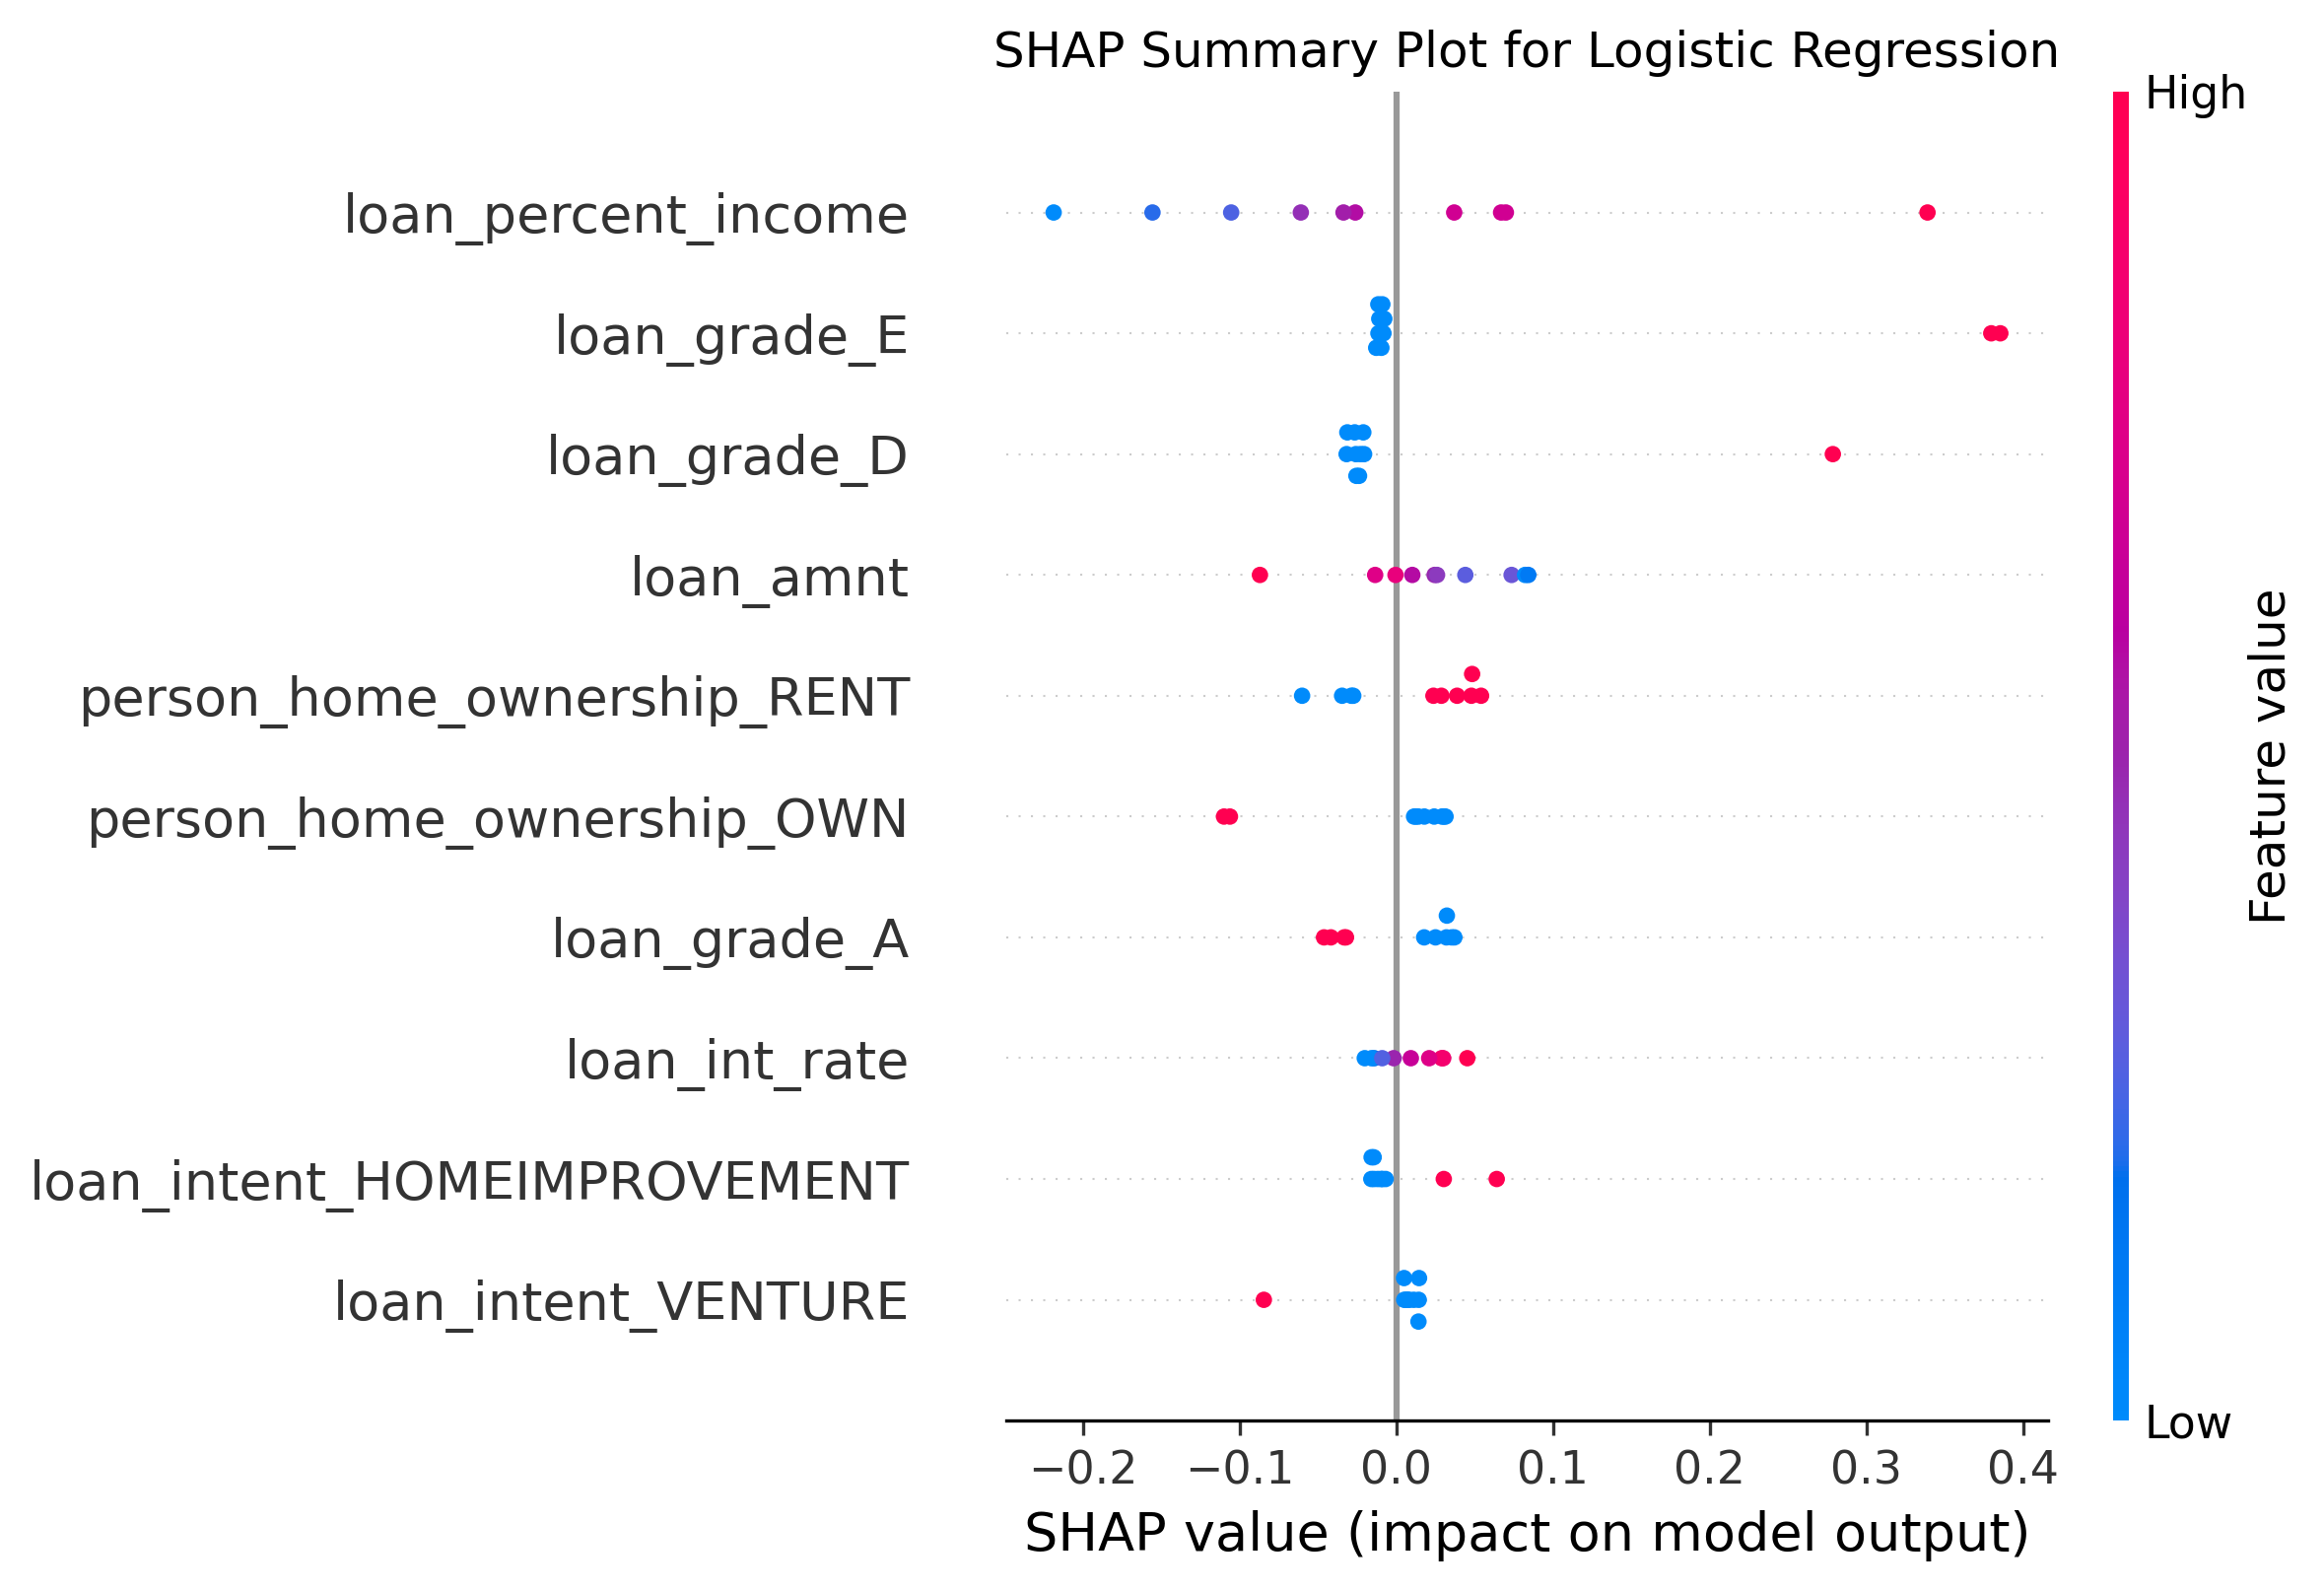 SHAP Summary Plot for Logistic Regression
High
loan_percent_income
loan_grade_E
loan_grade_D
loan_amnt
person_home_ownership_RENT
person_home_ownership_OWN
loan_grade_A
loan_int_rate
loan_intent_HOMEIMPROVEMENT
loan_intent_VENTURE
Feature value
Low
−0.2 −0.1 0.0 0.1 0.2 0.3 0.4
SHAP value (impact on model output)